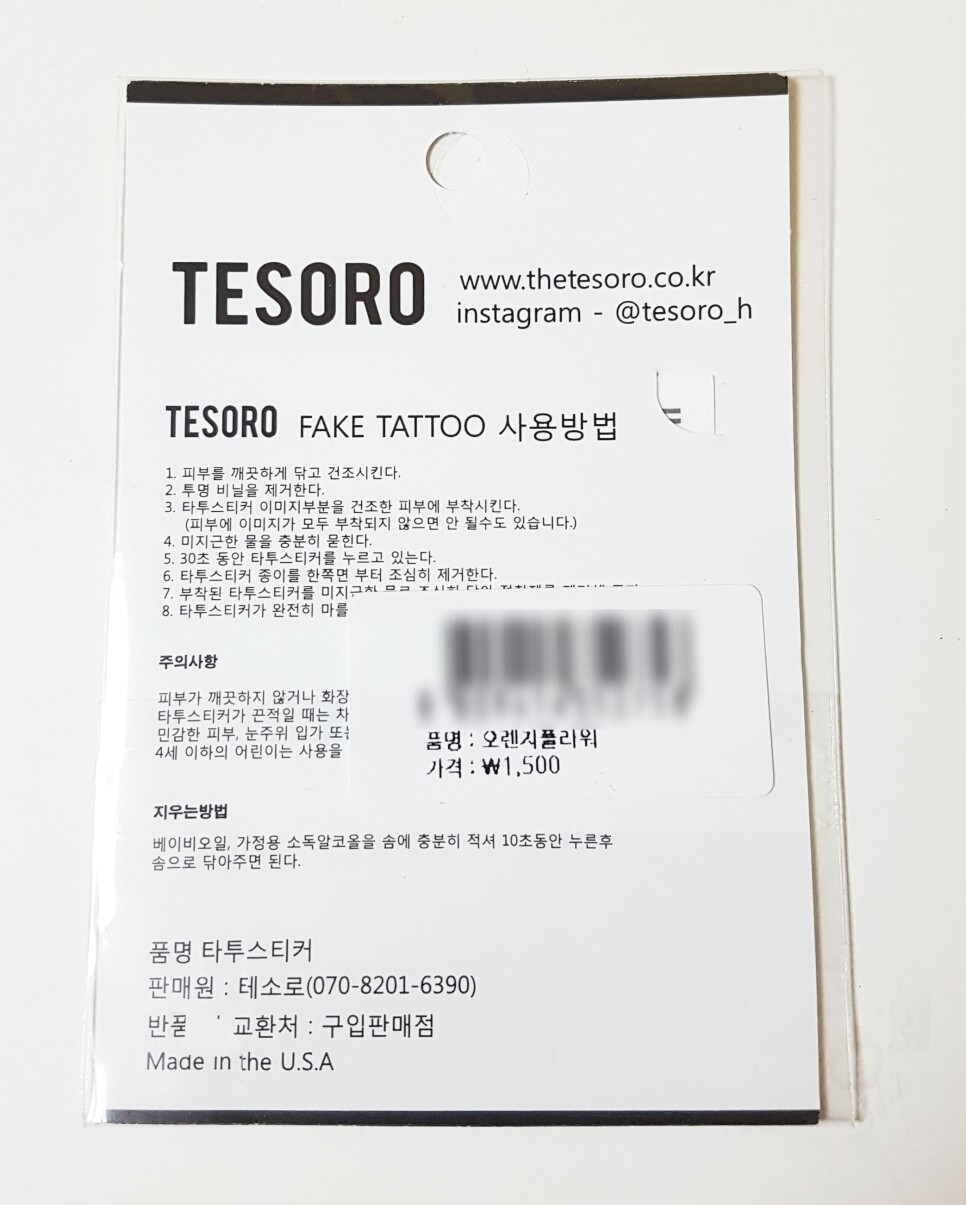 TESORO
www.thetesoro.co.kr
instagram - @tesoro_h
TESORO FAKE TATTOO 사용방법
1. 피부를 깨끗하게 닦고 건조시킨다.
2. 투명 비닐을 제거한다.
3. 타투스티커 이미지부분을 건조한 피부에 부착시킨다.
(피부에 이미지가 모두 부착되지 않으면 안 될수도 있습니다.)
4. 미지근한 물을 충분히 묻힌다.
5. 30초 동안 타투스티커를 누르고 있는다.
6. 타투스티커 종이를 한쪽면 부터 조심히 제거한다.
7. 부착된 타투스티커를 미지근한
8. 타투스티커가 완전히 마를
주의사항
피부가 깨끗하지 않거나 화장
타투스티커가 끈적일 때는 차
민감한 피부, 눈주위 입가 또는
4세 이하의 어린이는 사용을
품명 : 오렌지플라워
가격 : ₩1,500
지우는방법
베이비오일, 가정용 소독알코올을 솜에 충분히 적셔 10초동안 누른후
솜으로 닦아주면 된다.
품명 타투스티커
판매원 : 테소로(070-8201-6390)
반품 교환처 : 구입판매점
Made in the U.S.A